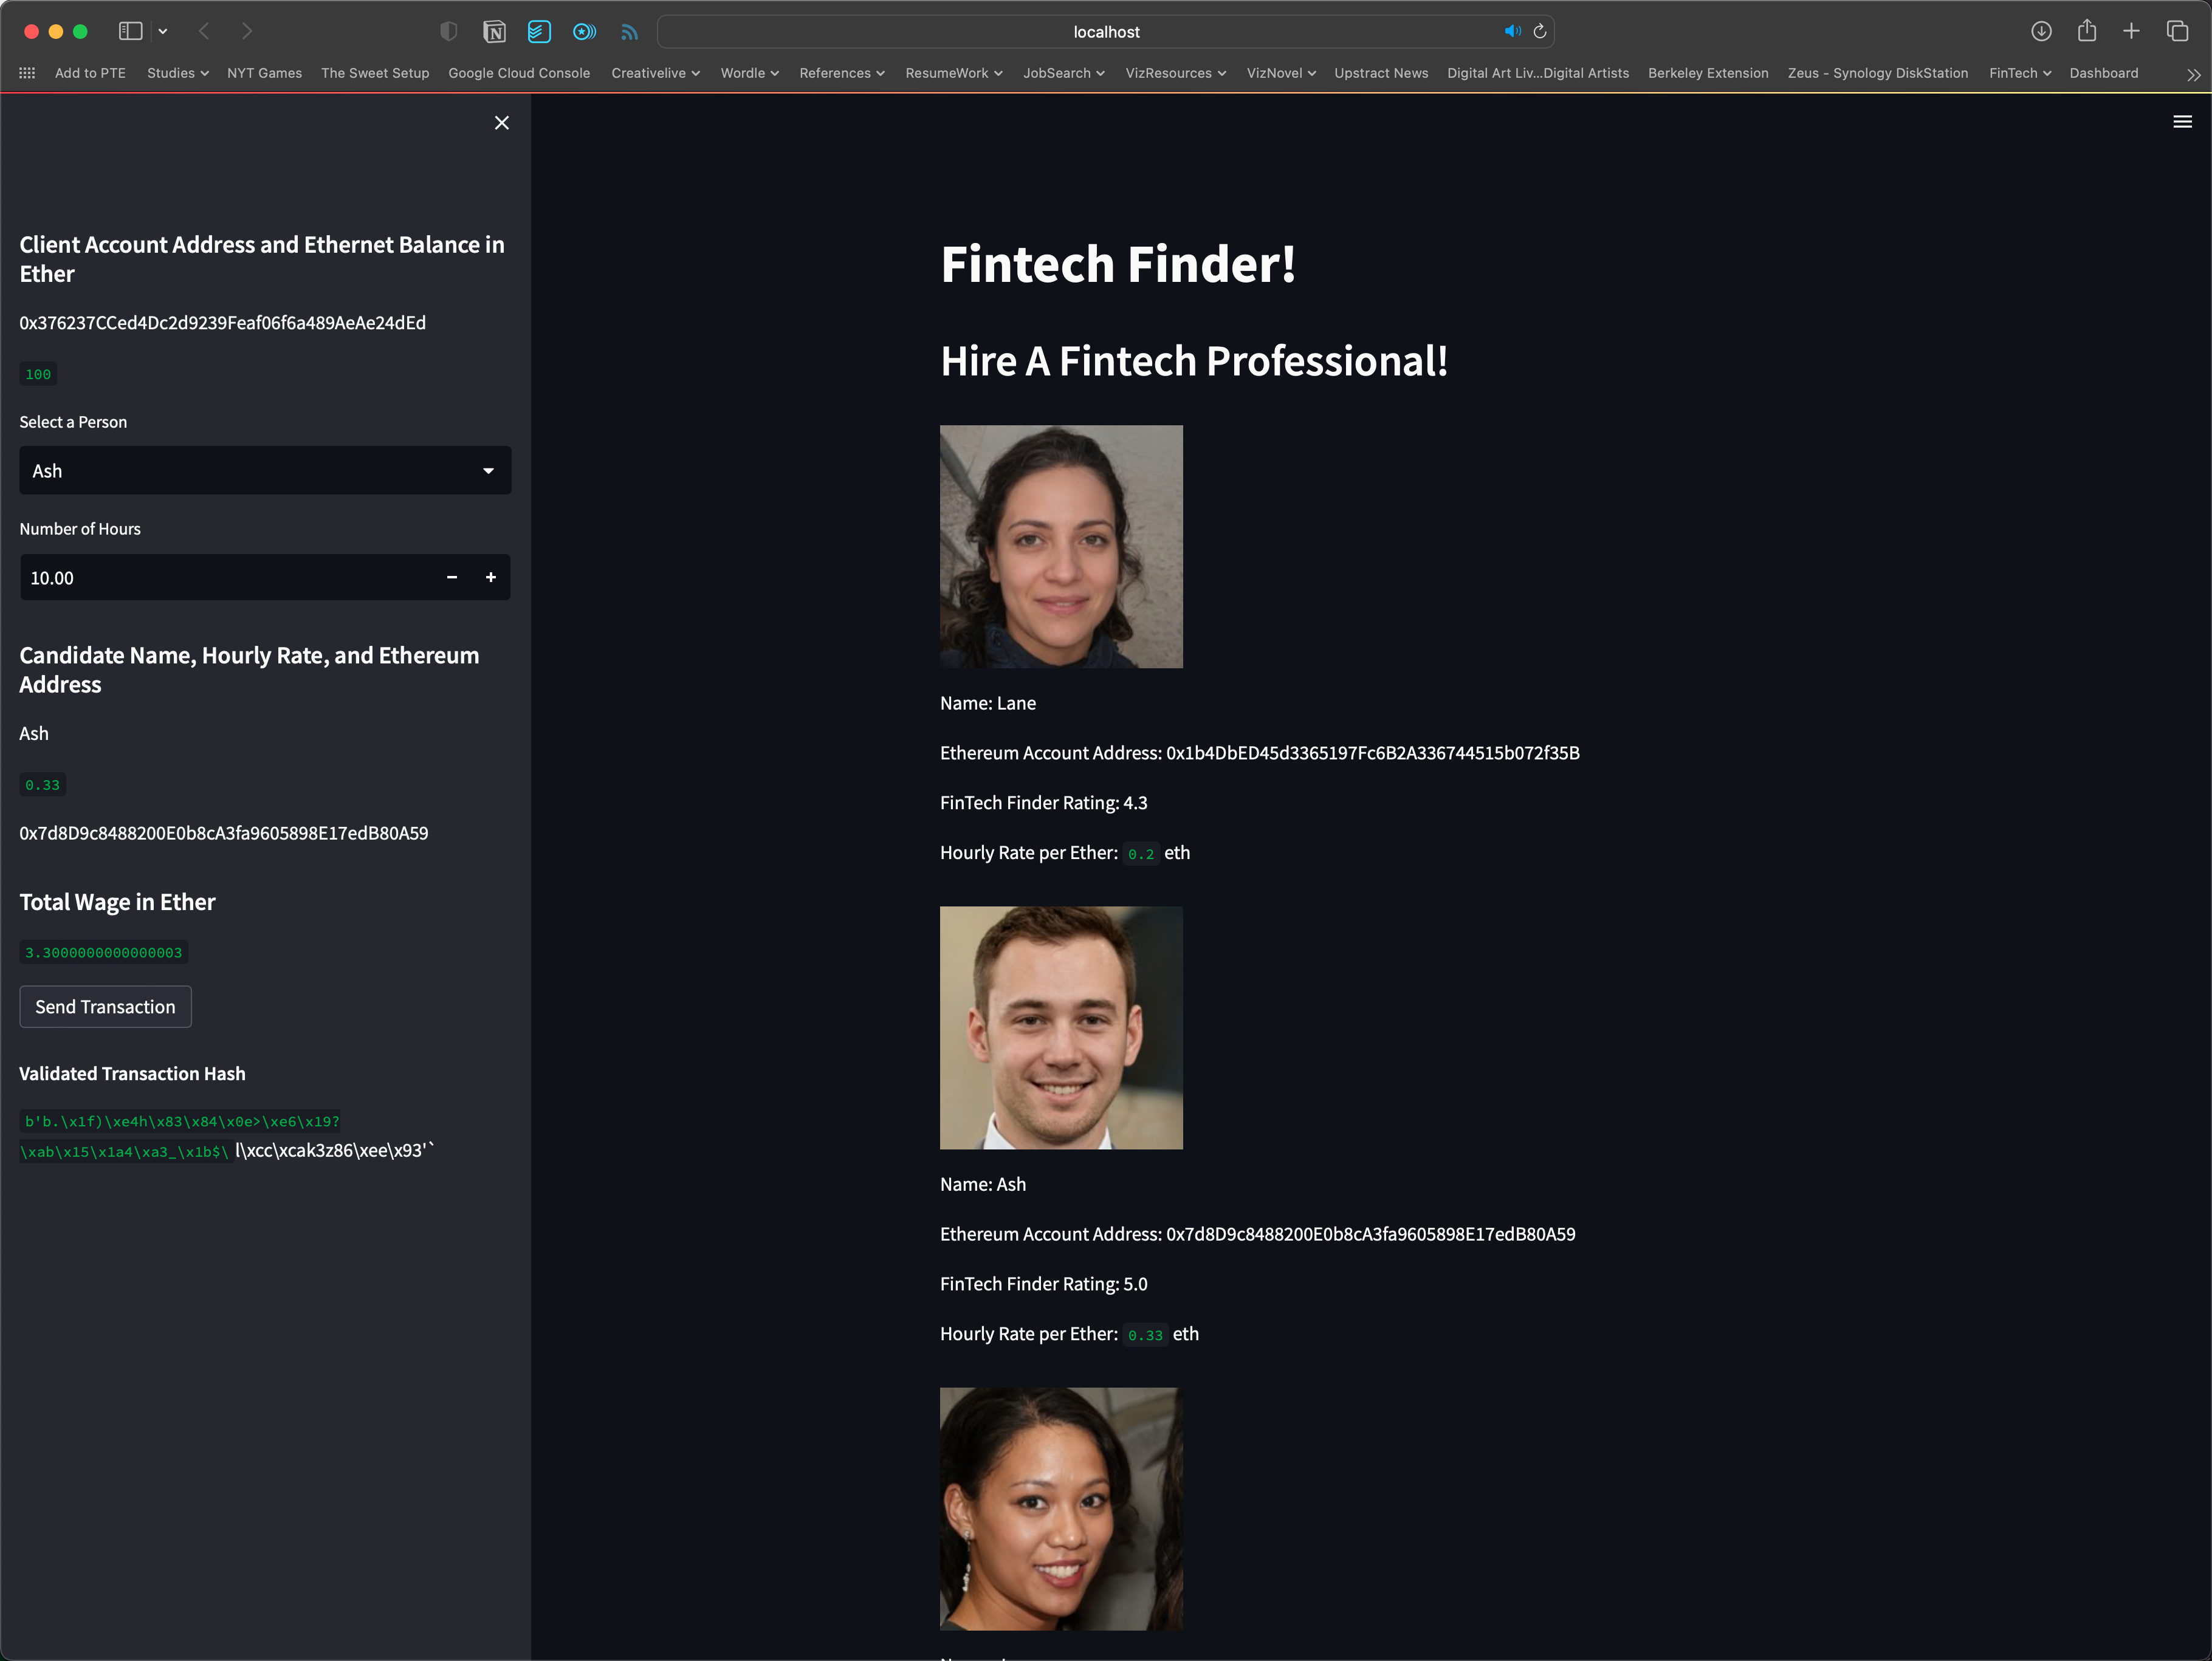 localhost
Add to PTE Studies NYT Games The Sweet Setup Google Cloud Console Creativelive Wordle References ResumeWork JobSearch VizResources VizNovel Upstract News Digital Art Liv...Digital Artists Berkeley Extension Zeus - Synology DiskStation FinTech Dashboard
Client Account Address and Ethernet Balance in
Ether
0x376237CCed4Dc2d9239Feaf06f6a489AeAe24dEd
100
Select a Person
Ash
Number of Hours
10.00
Candidate Name, Hourly Rate, and Ethereum
Address
Ash
0.33
0x7d8D9c8488200E0b8cA3fa9605898E17edB80A59
Total Wage in Ether
3.3000000000000003
Send Transaction
Validated Transaction Hash
b'b.\x1f)\xe4h\x83\x84\x0e>\xe6\x19?
\xab\x15\x1a4\xa3_\x1b$\ l\xcc\xcak3z86\xee\x93'`
Fintech Finder!
Hire A Fintech Professional!
Name: Lane
Ethereum Account Address: 0x1b4DbED45d3365197Fc6B2A336744515b072f35B
FinTech Finder Rating: 4.3
Hourly Rate per Ether: 0.2 eth
Name: Ash
Ethereum Account Address: 0x7d8D9c8488200E0b8cA3fa9605898E17edB80A59
FinTech Finder Rating: 5.0
Hourly Rate per Ether: 0.33 eth